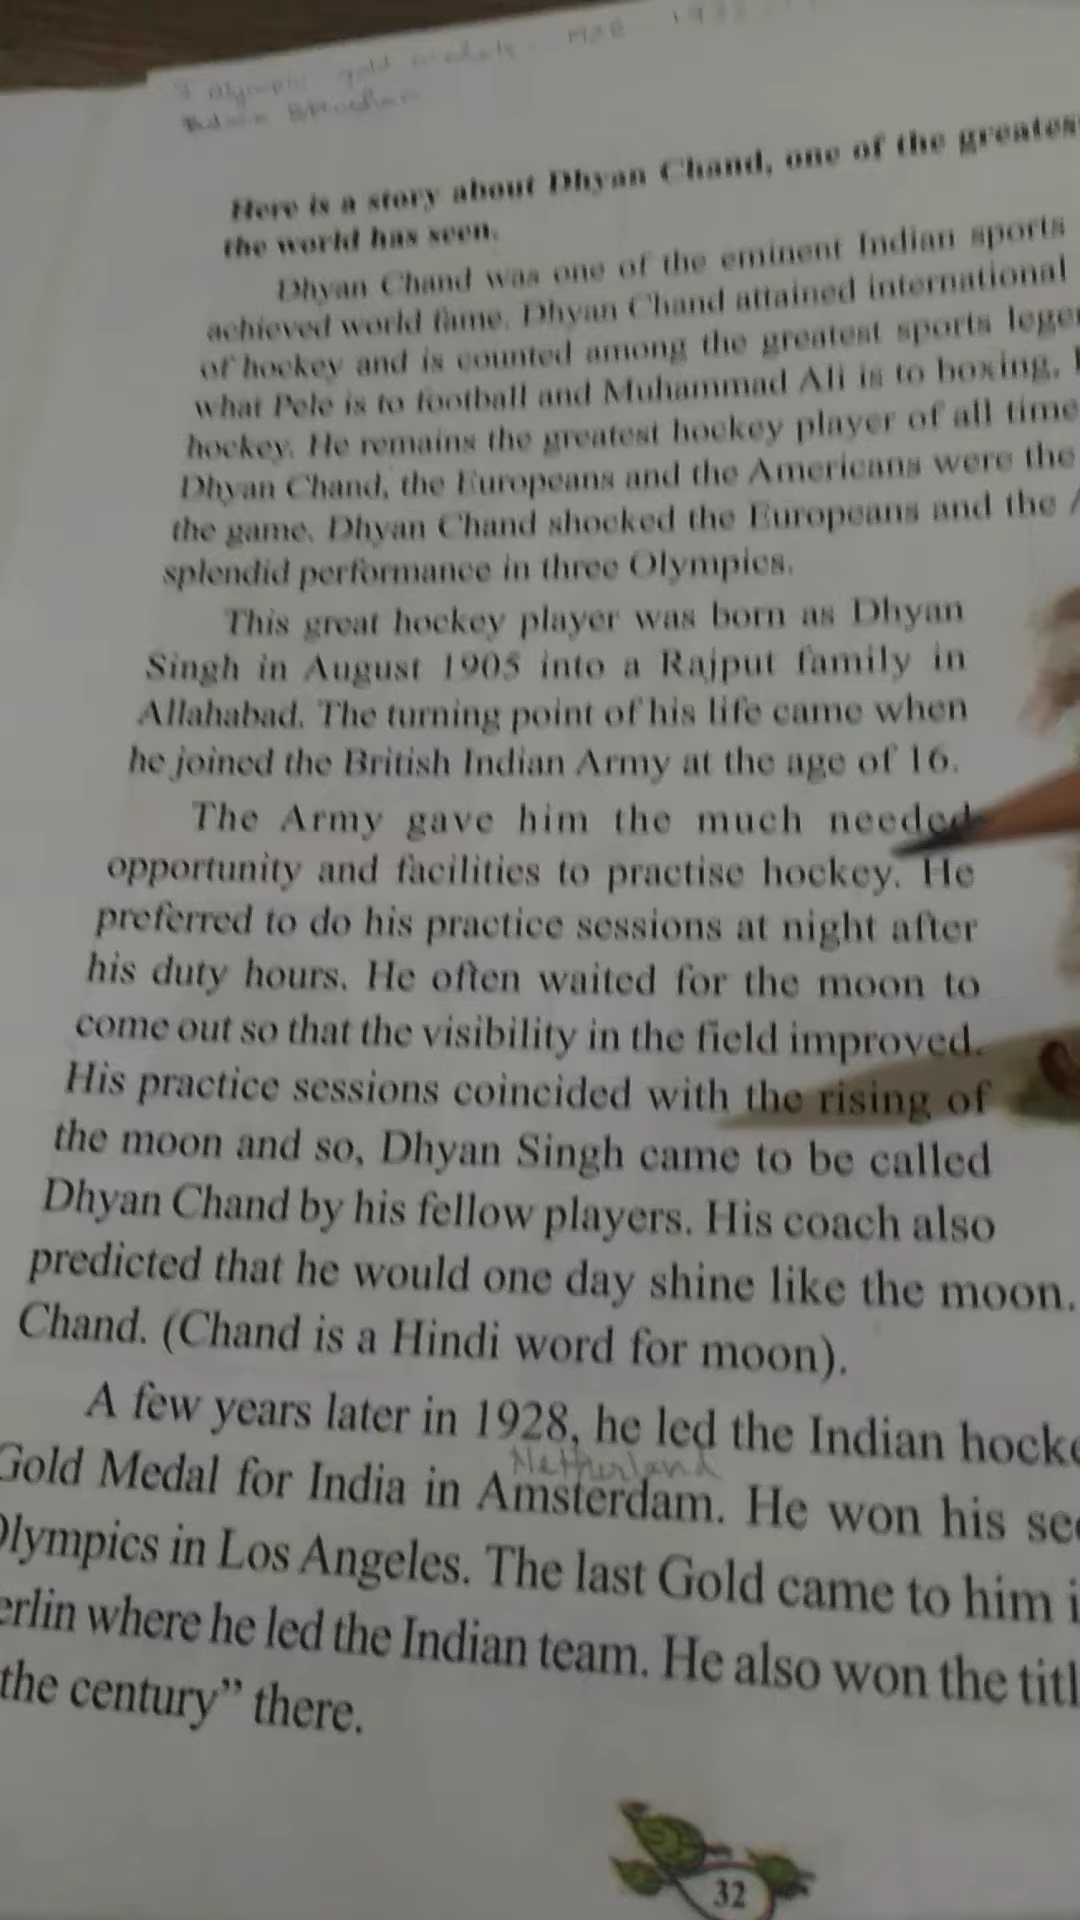 3 Olympic gold medals 1928 1932
Here is a story about Dhyan Chand, one of the greates
the world has seen.
Dhyan Chand was one of the eminent Indian sports
achieved world fame. Dhyan Chand attained international
of hockey and is counted among the greatest sports lege
what Pele is to football and Muhammad Ali is to boxing,
hockey. He remains the greatest hockey player of all time
Dhyan Chand, the Europeans and the Americans were the
the game. Dhyan Chand shocked the Europeans and the
splendid performance in three Olympics.
This great hockey player was born as Dhyan
Singh in August 1905 into a Rajput family in
Allahabad. The turning point of his life came when
he joined the British Indian Army at the age of 16.
The Army gave him the much needed
opportunity and facilities to practise hockey. He
preferred to do his practice sessions at night after
his duty hours. He often waited for the moon to
come out so that the visibility in the field improved.
His practice sessions coincided with the rising of
the moon and so, Dhyan Singh came to be called
Dhyan Chand by his fellow players. His coach also
predicted that he would one day shine like the moon.
Chand. (Chand is a Hindi word for moon).
A few years later in 1928, he led the Indian hocke
Netherland
Gold Medal for India in Amsterdam. He won his sec
Olympics in Los Angeles. The last Gold came to him i
erlin where he led the Indian team. He also won the titl
the century” there.
32